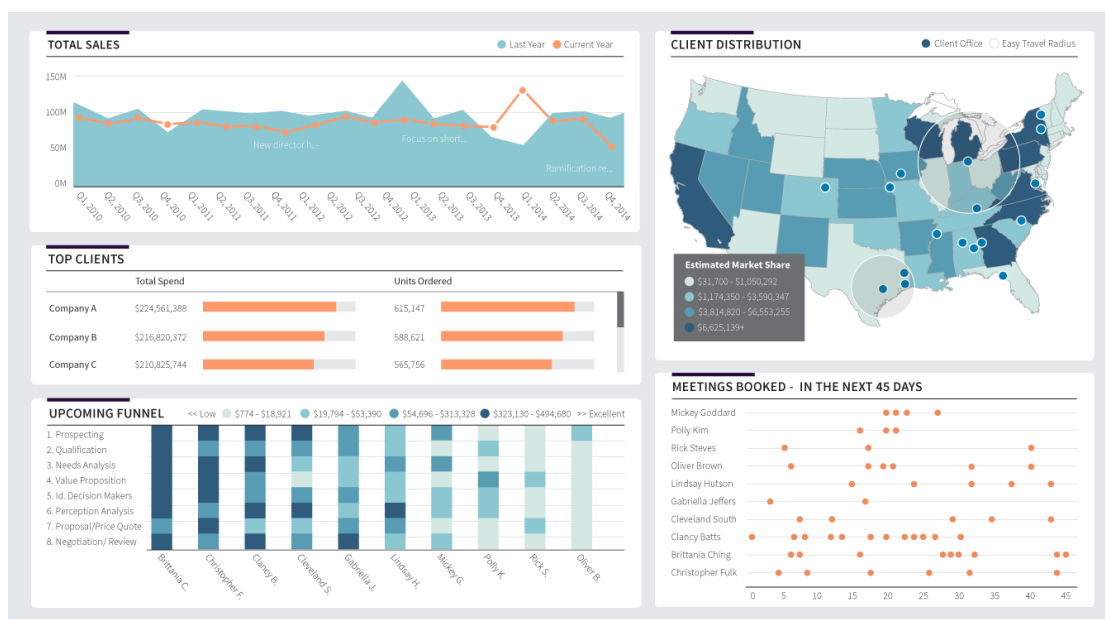 TOTAL SALES
Last Year
Current Year
150M
100M
50M
0M
New director h..-
Focus on short...
Ramification re...
Q1, 2010
Q2, 2010
Q3, 2010
Q4, 2010
Q1, 2011
Q2, 2011
Q3, 2011
Q4, 2011
Q1, 2012
Q2, 2012
Q3, 2012
Q4, 2012
Q1, 2013
Q2, 2013
Q3, 2013
Q4, 2013
Q1, 2014
Q2, 2014
Q3, 2014
Q4, 2014
TOP CLIENTS
Total Spend Units Ordered
Company A $224,561,388 615,147
Company B $216,820,372 588,621
Company C $210,825,744 565,756
UPCOMING FUNNEL << Low $774 - $18,921 $19,794 - $53,390 $54,696 - $313,328 $323,130 - $494,680 >> Excellent
1. Prospecting
2. Qualification
3. Needs Analysis
4. Value Proposition
5. Id. Decision Makers
6. Perception Analysis
7. Proposal/Price Quote
8. Negotiation/ Review
Brittania C.
Christopher F.
Clancy B.
Cleveland S.
Gabriella J.
Lindsay H.
Mickey G.
Polly K.
Rick S.
Oliver B.
CLIENT DISTRIBUTION
Client Office
Easy Travel Radius
Estimated Market Share
$31,700 - $1,050,292
$1,174,350 - $3,590,347
$3,814,820 - $6,553,255
$6,625,139+
MEETINGS BOOKED - IN THE NEXT 45 DAYS
Mickey Goddard
Polly Kim
Rick Steves
Oliver Brown
Lindsay Hutson
Gabriella Jeffers
Cleveland South
Clancy Batts
Brittania Ching
Christopher Fulk
0 5 10 15 20 25 30 35 40 45